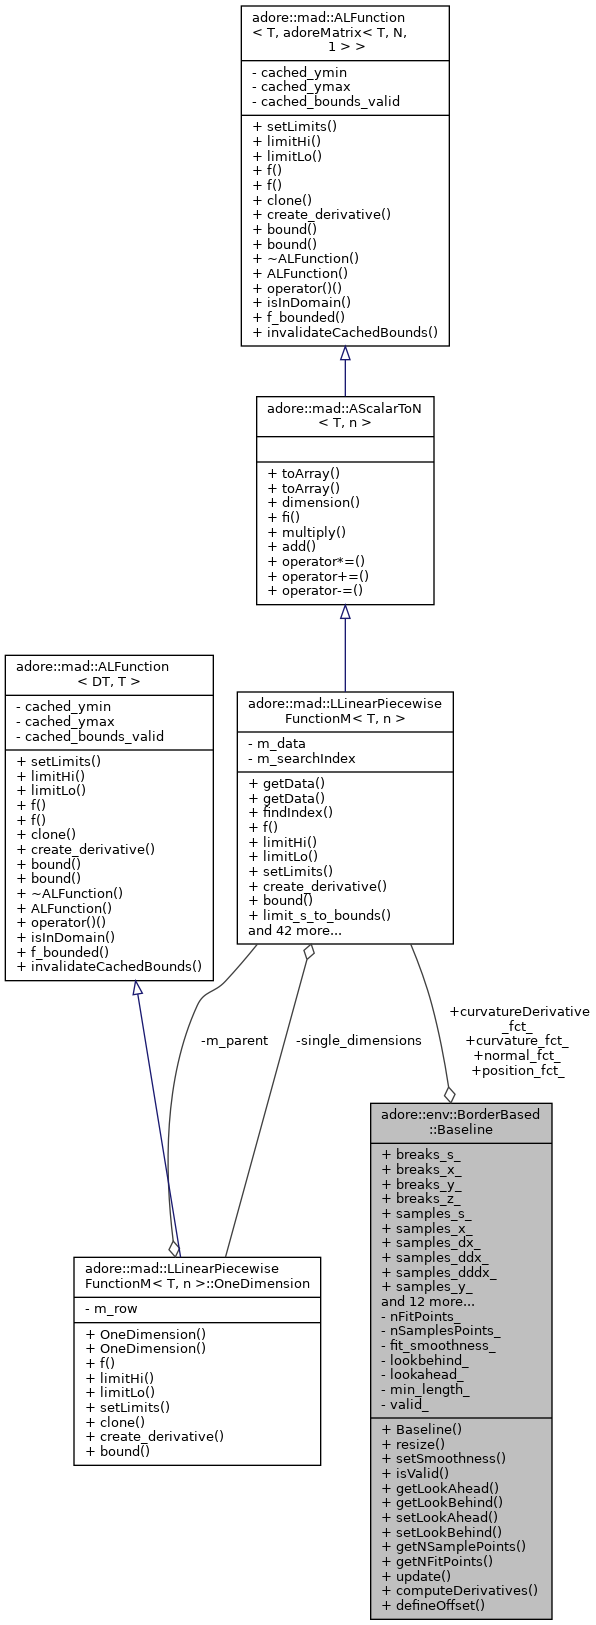 adore::mad::ALFunction
< T, adoreMatrix< T, N,
1 > >
- cached_ymin
- cached_ymax
- cached_bounds_valid
+ setLimits()
+ limitHi()
+ limitLo()
+ f()
+ f()
+ clone()
+ create_derivative()
+ bound()
+ bound()
+ ~ALFunction()
+ ALFunction()
+ operator()()
+ isInDomain()
+ f_bounded()
+ invalidateCachedBounds()
adore::mad::AScalarToN
< T, n >
+ toArray()
+ toArray()
+ dimension()
+ fi()
+ multiply()
+ add()
+ operator*=()
+ operator+=()
+ operator-=()
adore::mad::ALFunction
< DT, T >
- cached_ymin
- cached_ymax
- cached_bounds_valid
+ setLimits()
+ limitHi()
+ limitLo()
+ f()
+ f()
+ clone()
+ create_derivative()
+ bound()
+ bound()
+ ~ALFunction()
+ ALFunction()
+ operator()()
+ isInDomain()
+ f_bounded()
+ invalidateCachedBounds()
adore::mad::LLinearPiecewise
FunctionM< T, n >
- m_data
- m_searchIndex
+ getData()
+ getData()
+ findIndex()
+ f()
+ limitHi()
+ limitLo()
+ setLimits()
+ create_derivative()
+ bound()
+ limit_s_to_bounds()
and 42 more...
-m_parent
-single_dimensions
+curvatureDerivative
_fct_
+curvature_fct_
+normal_fct_
+position_fct_
adore::mad::LLinearPiecewise
FunctionM< T, n >::OneDimension
- m_row
+ OneDimension()
+ OneDimension()
+ f()
+ limitHi()
+ limitLo()
+ setLimits()
+ clone()
+ create_derivative()
+ bound()
adore::env::BorderBased
::Baseline
+ breaks_s_
+ breaks_x_
+ breaks_y_
+ breaks_z_
+ samples_s_
+ samples_x_
+ samples_dx_
+ samples_ddx_
+ samples_dddx_
+ samples_y_
and 12 more...
- nFitPoints_
- nSamplesPoints_
- fit_smoothness_
- lookbehind_
- lookahead_
- min_length_
- valid_
+ Baseline()
+ resize()
+ setSmoothness()
+ isValid()
+ getLookAhead()
+ getLookBehind()
+ setLookAhead()
+ setLookBehind()
+ getNSamplePoints()
+ getNFitPoints()
+ update()
+ computeDerivatives()
+ defineOffset()